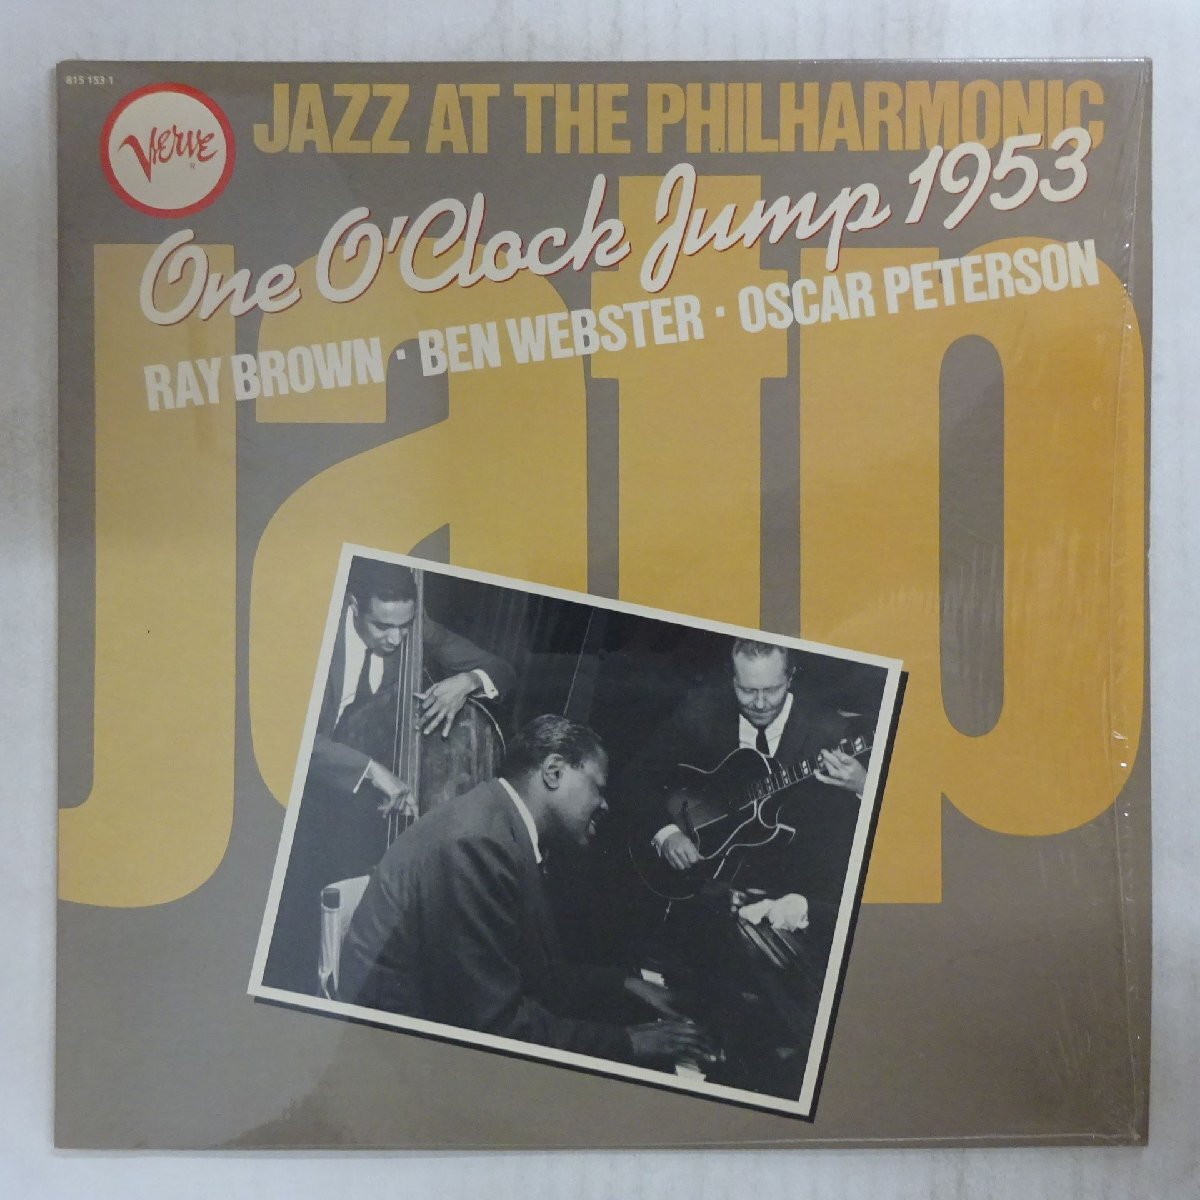 815 153 1
Verve
R
JAZZ AT THE PHILHARMONIC
One O'Clock Jump 1953
RAY BROWN · BEN WEBSTER · OSCAR PETERSON
jatp